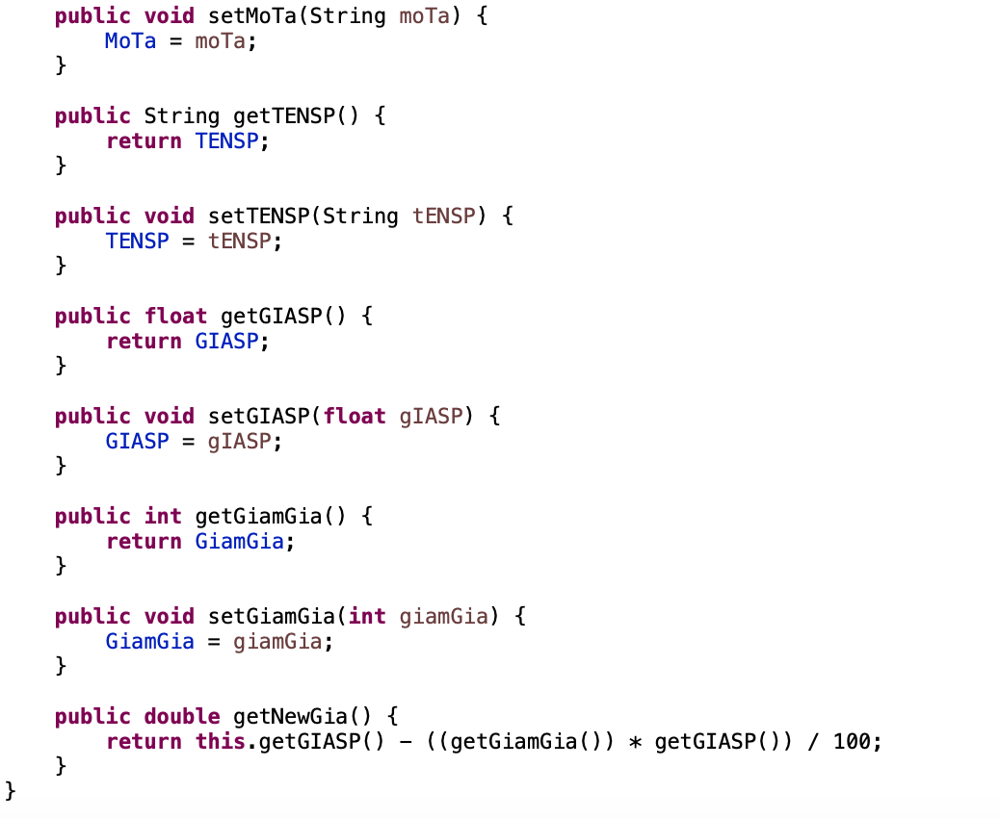 public void setMoTa(String moTa) {
MoTa = moTa;
}
public String getTENSP() {
return TENSP;
}
public void setTENSP(String tENSP) {
TENSP = tENSP;
}
public float getGIASP() {
return GIASP;
}
public void setGIASP(float gIASP) {
GIASP = gIASP;
}
public int getGiamGia() {
return GiamGia;
}
public void setGiamGia(int giamGia) {
GiamGia = giamGia;
}
public double getNewGia() {
return this.getGIASP() - ((getGiamGia()) * getGIASP()) / 100;
}
}